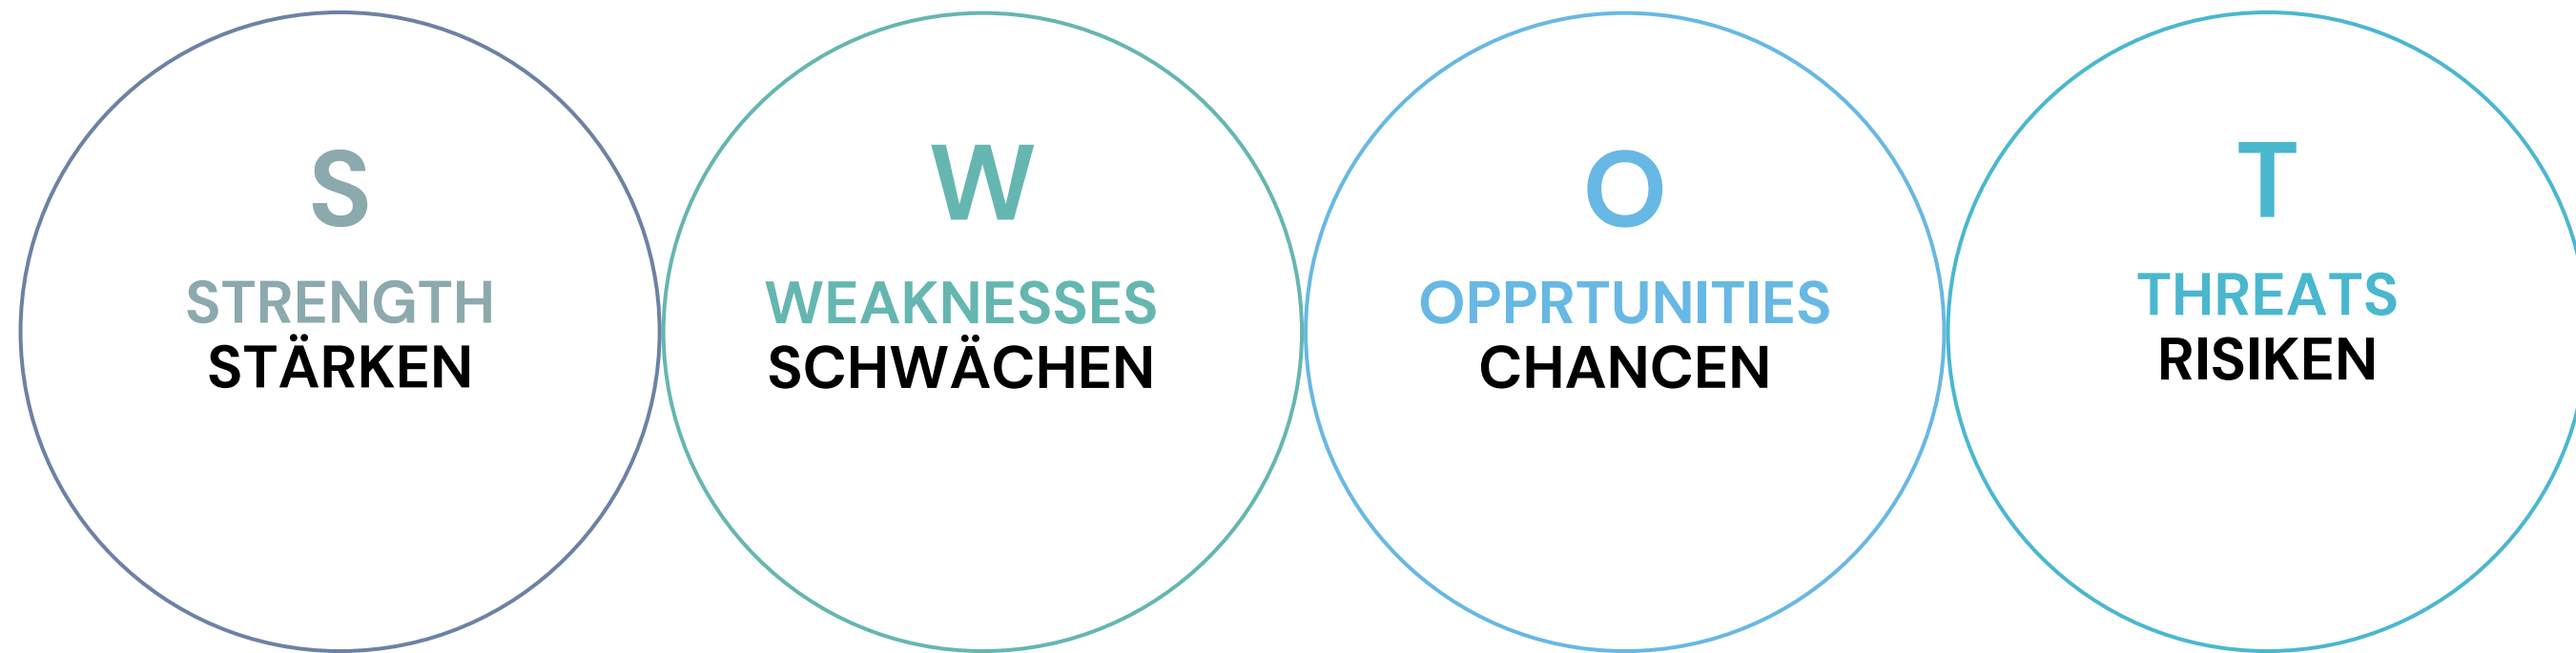 S
STRENGTH
STÄRKEN
W
WEAKNESSES
SCHWÄCHEN
O
OPPRTUNITIES
CHANCEN
T
THREATS
RISIKEN